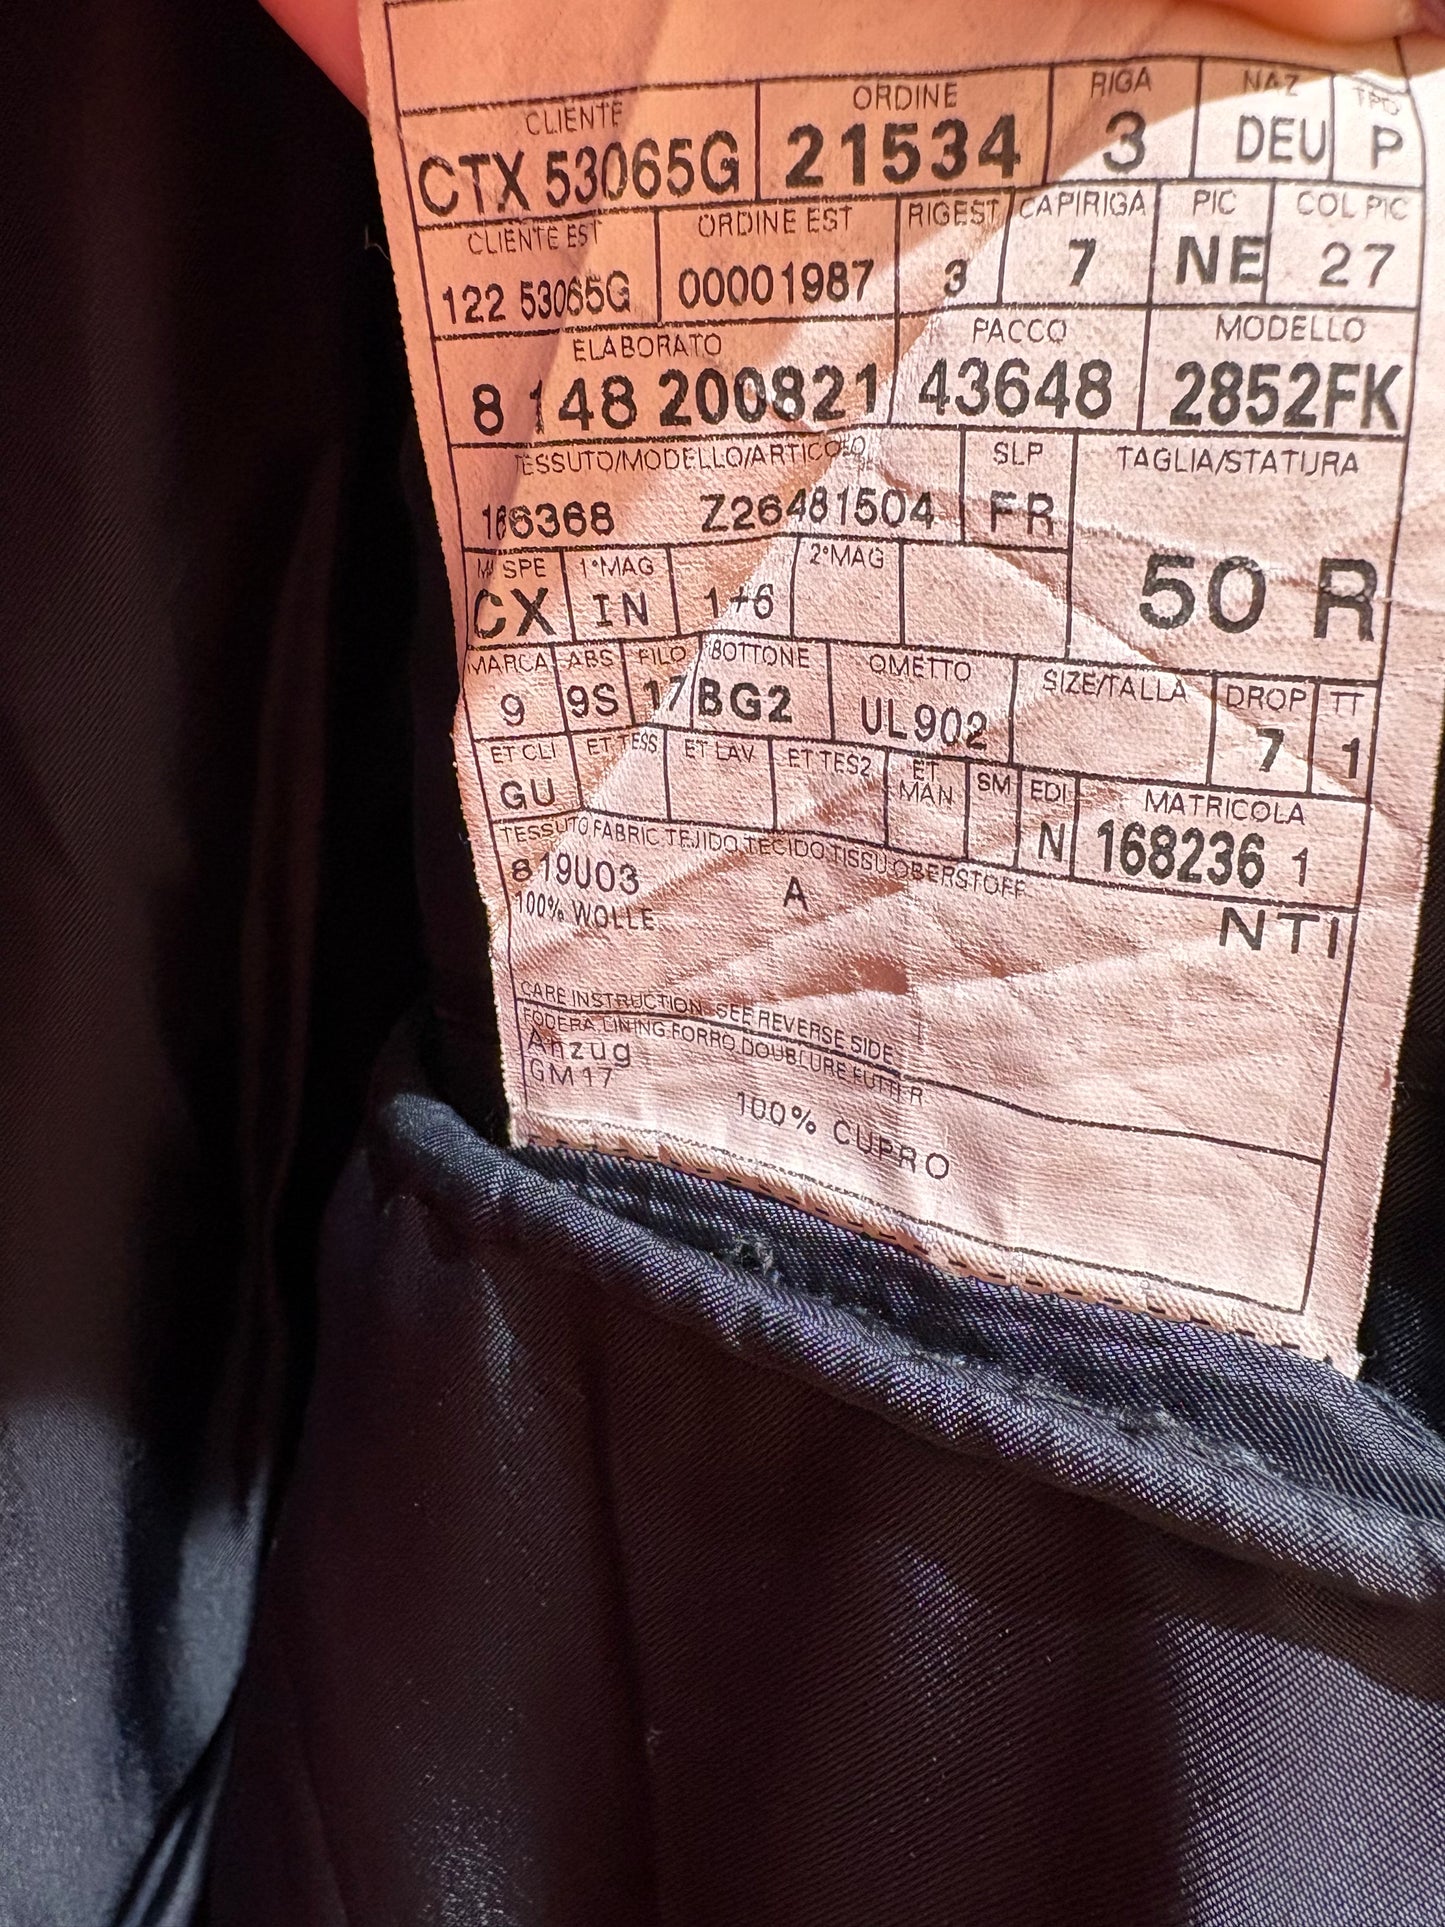 CLIENTE ORDINE RIGA NAZ TPO
CTX 53065G 21534 3 DEU P
CLIENTE EST ORDINE EST RIGEST CAPIRIGA PIC COL PIC
122 53065G 00001987 3 7 NE 27
ELABORATO PACCO MODELLO
8 148 200821 43648 2852FK
TESSUTO/MODELLO/ARTICOLO SLP TAGLIA/STATURA
166368 Z26481504 FR
50 R
M SPE 1°MAG 2°MAG
CX IN 1+6
MARCA ABS FILO BOTTONE OMETTO SIZE/TALLA DROP TT
9 9S 17 BG2 UL902 7 1
ET CLI ET TESS ET LAV ET TES2 ET MAN SM EDI MATRICOLA
GU N 168236 1
TESSUTO,FABRIC,TEJIDO,TECIDO,TISSU,OBERSTOFF
819U03 A NTI
100% WOLLE
CARE INSTRUCTION SEE REVERSE SIDE
FODERA,LINING,FORRO,DOUBLURE,FUTTER
Anzug
GM17
100% CUPRO